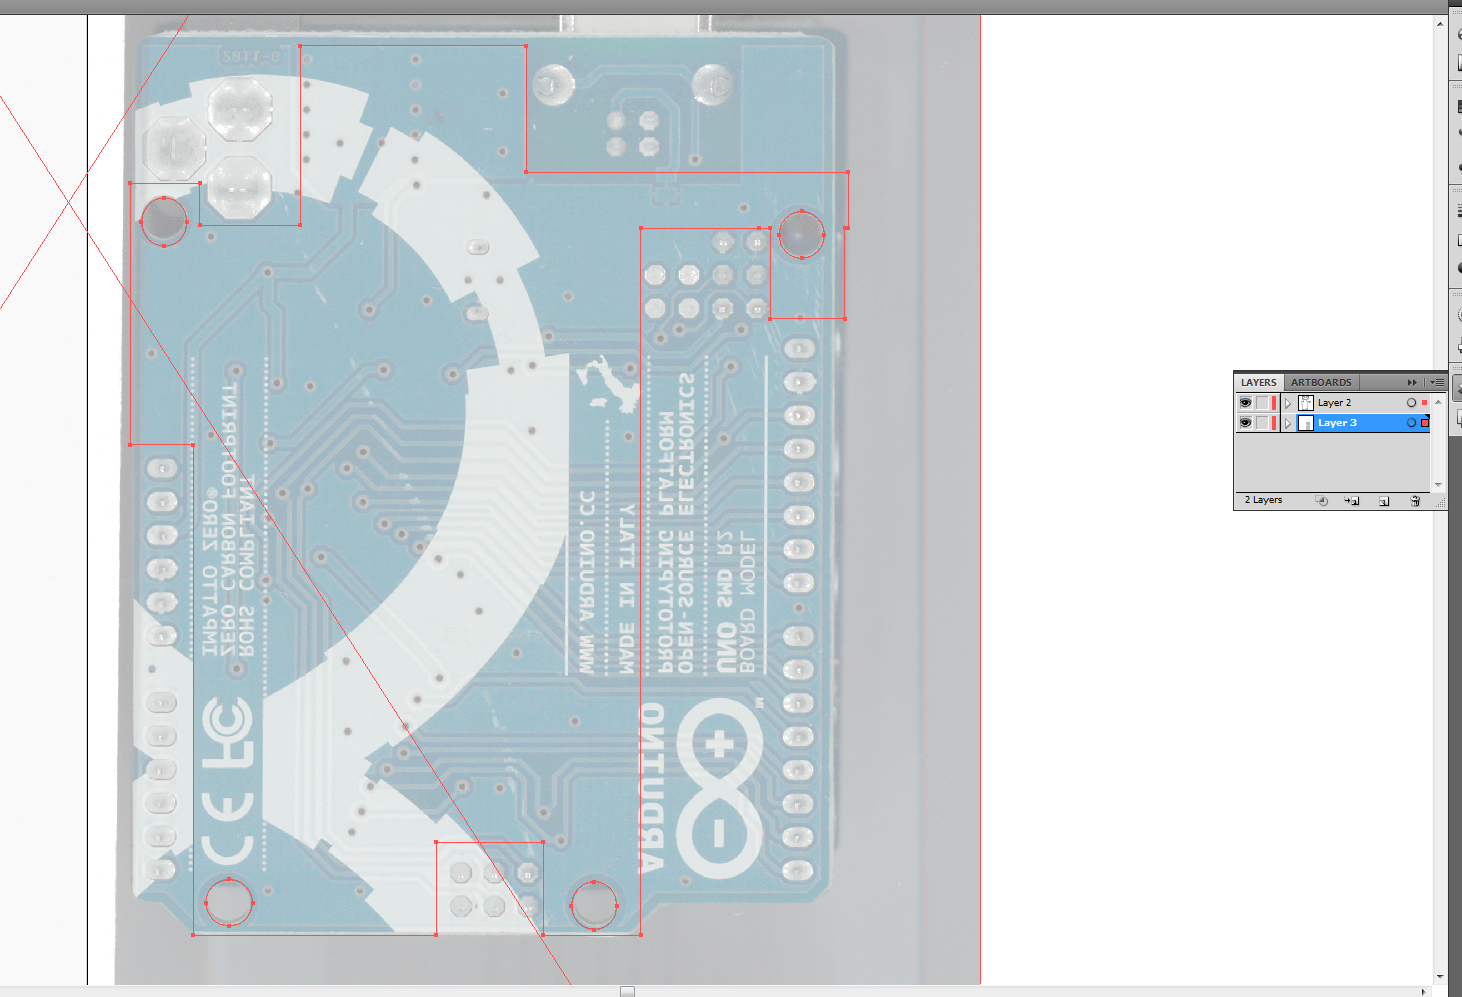 LAYERS
ARTBOARDS
Layer 2
Layer 3
2 Layers
IMPATTO ZERO®
ZERO CARBON FOOTPRINT
ROHS COMPLIANT
FC
CE
WWW.ARDUINO.CC
MADE IN ITALY
PROTOTYPING PLATFORM
OPEN-SOURCE ELECTRONICS
UNO SMD R2
BOARD MODEL
ARDUINO
TM